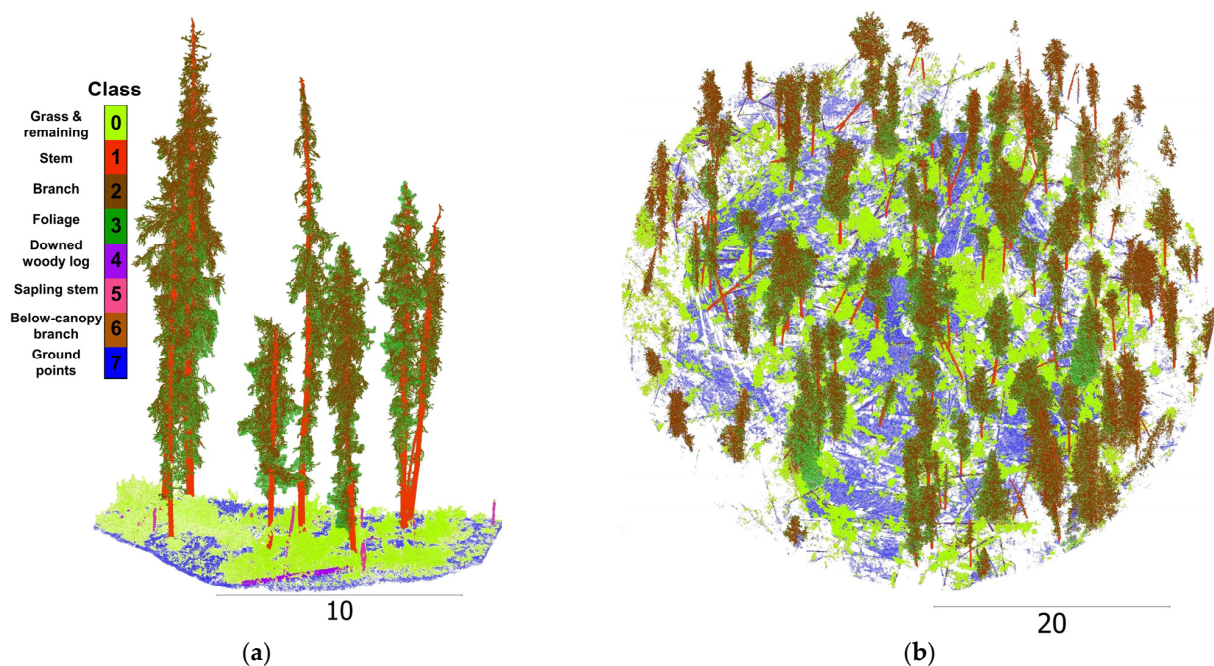 Class
Grass &
remaining
0
Stem
1
Branch
2
Foliage
3
Downed
woody log
4
Sapling stem
5
Below-canopy
branch
6
Ground
points
7
10
20
(a)
(b)